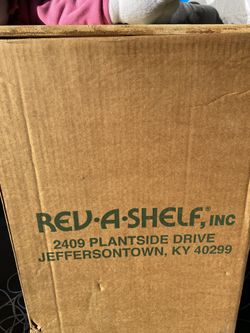 REV·A·SHELF, INC
2409 PLANTSIDE DRIVE
JEFFERSONTOWN, KY 40299